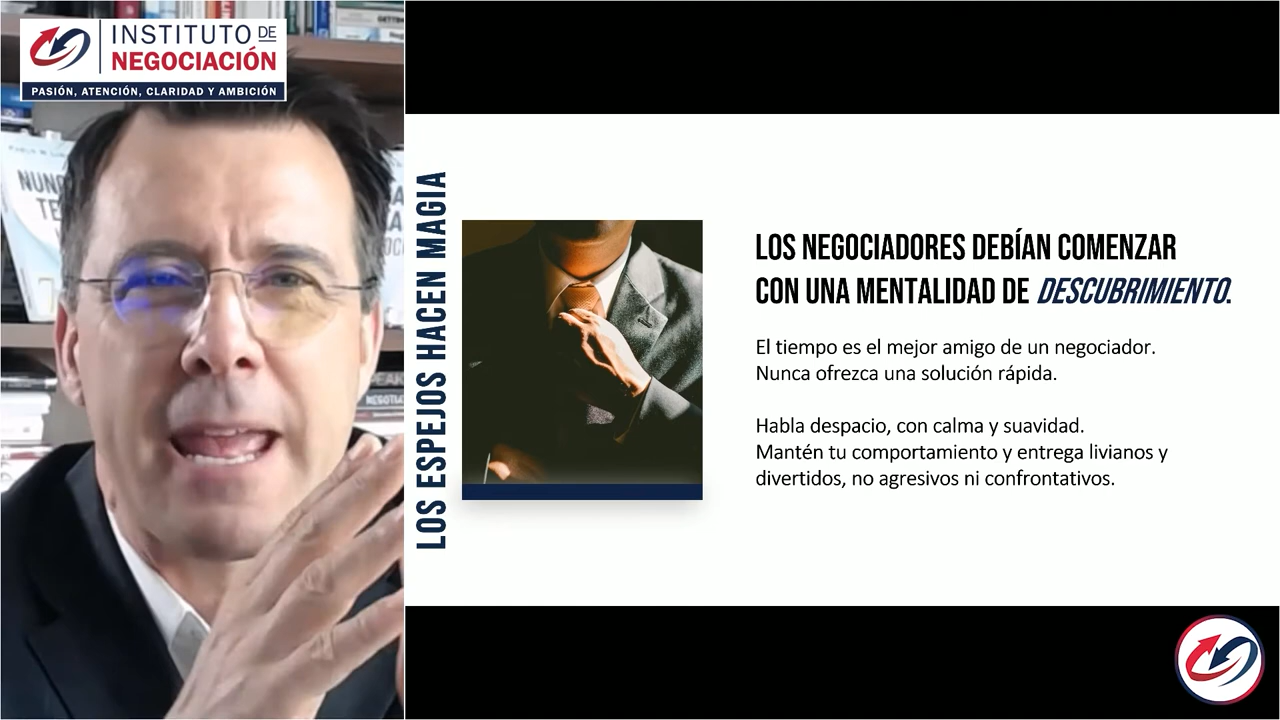 INSTITUTO DE
NEGOCIACIÓN
PASIÓN, ATENCIÓN, CLARIDAD Y AMBICIÓN
LOS ESPEJOS HACEN MAGIA
LOS NEGOCIADORES DEBÍAN COMENZAR
CON UNA MENTALIDAD DE DESCUBRIMIENTO.
El tiempo es el mejor amigo de un negociador.
Nunca ofrezca una solución rápida.
Habla despacio, con calma y suavidad.
Mantén tu comportamiento y entrega livianos y
divertidos, no agresivos ni confrontativos.